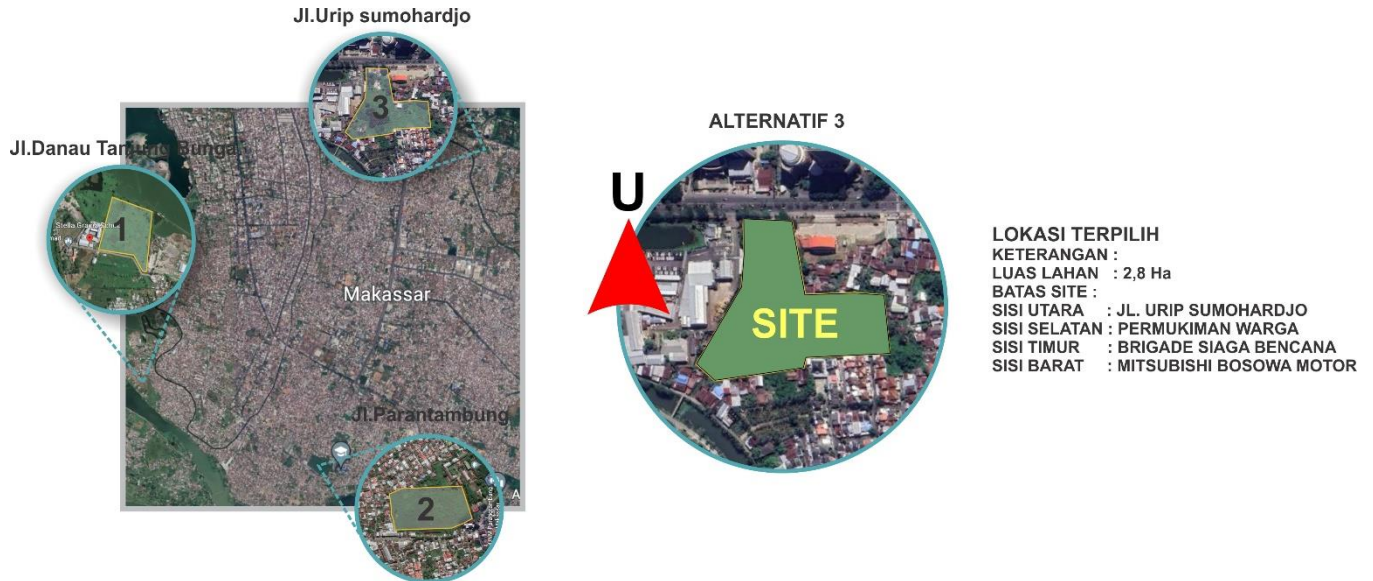 Jl.Urip sumohardjo
3
Jl.Danau Tanjung Bunga
1
Makassar
Jl.Parantambung
2
A
ALTERNATIF 3
U
SITE
LOKASI TERPILIH
KETERANGAN :
LUAS LAHAN : 2,8 Ha
BATAS SITE :
SISI UTARA : JL. URIP SUMOHARDJO
SISI SELATAN : PERMUKIMAN WARGA
SISI TIMUR : BRIGADE SIAGA BENCANA
SISI BARAT : MITSUBISHI BOSOWA MOTOR